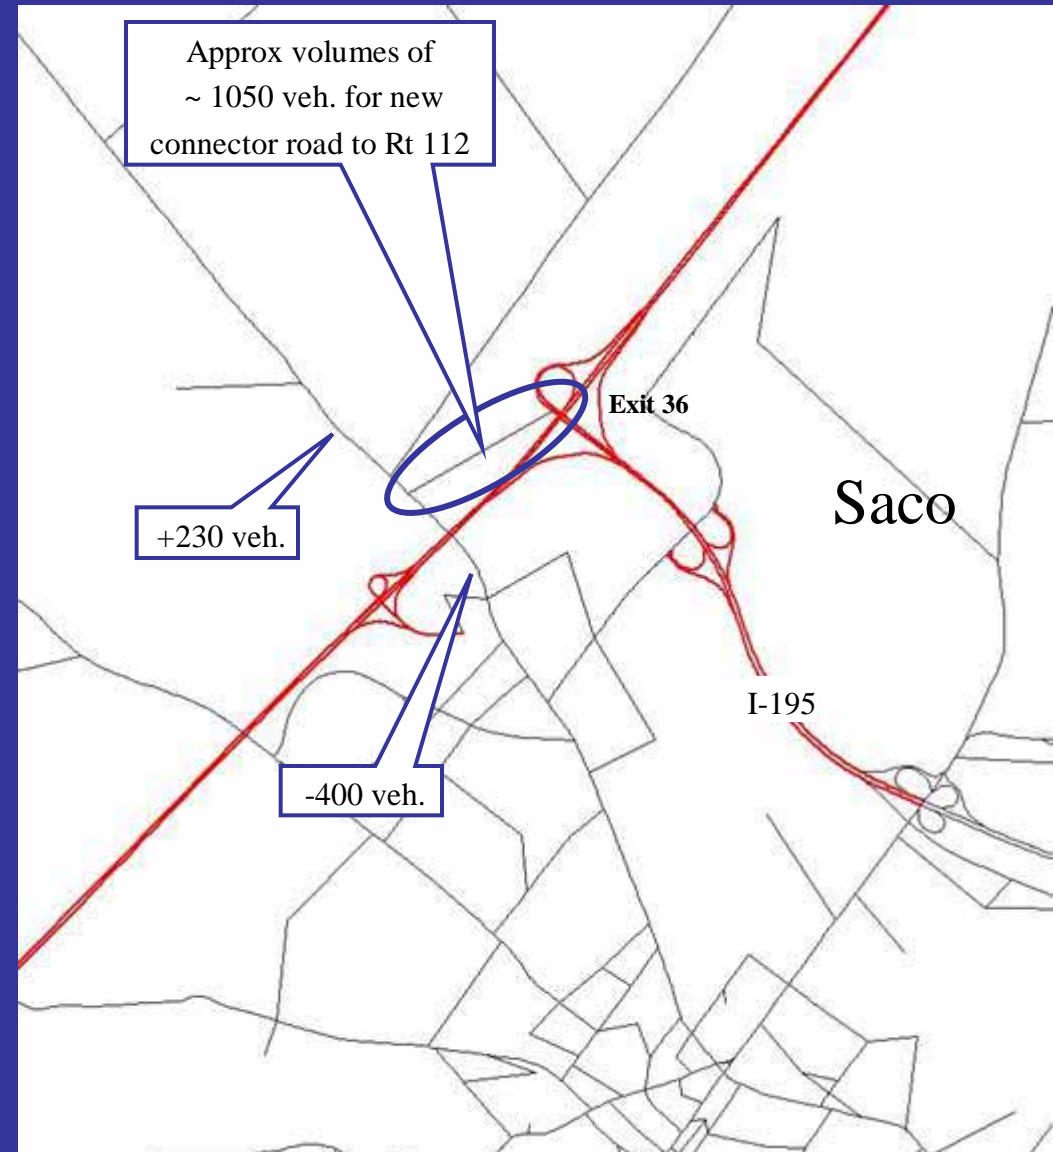 Approx volumes of
~ 1050 veh. for new
connector road to Rt 112
Exit 36
Saco
+230 veh.
I-195
-400 veh.